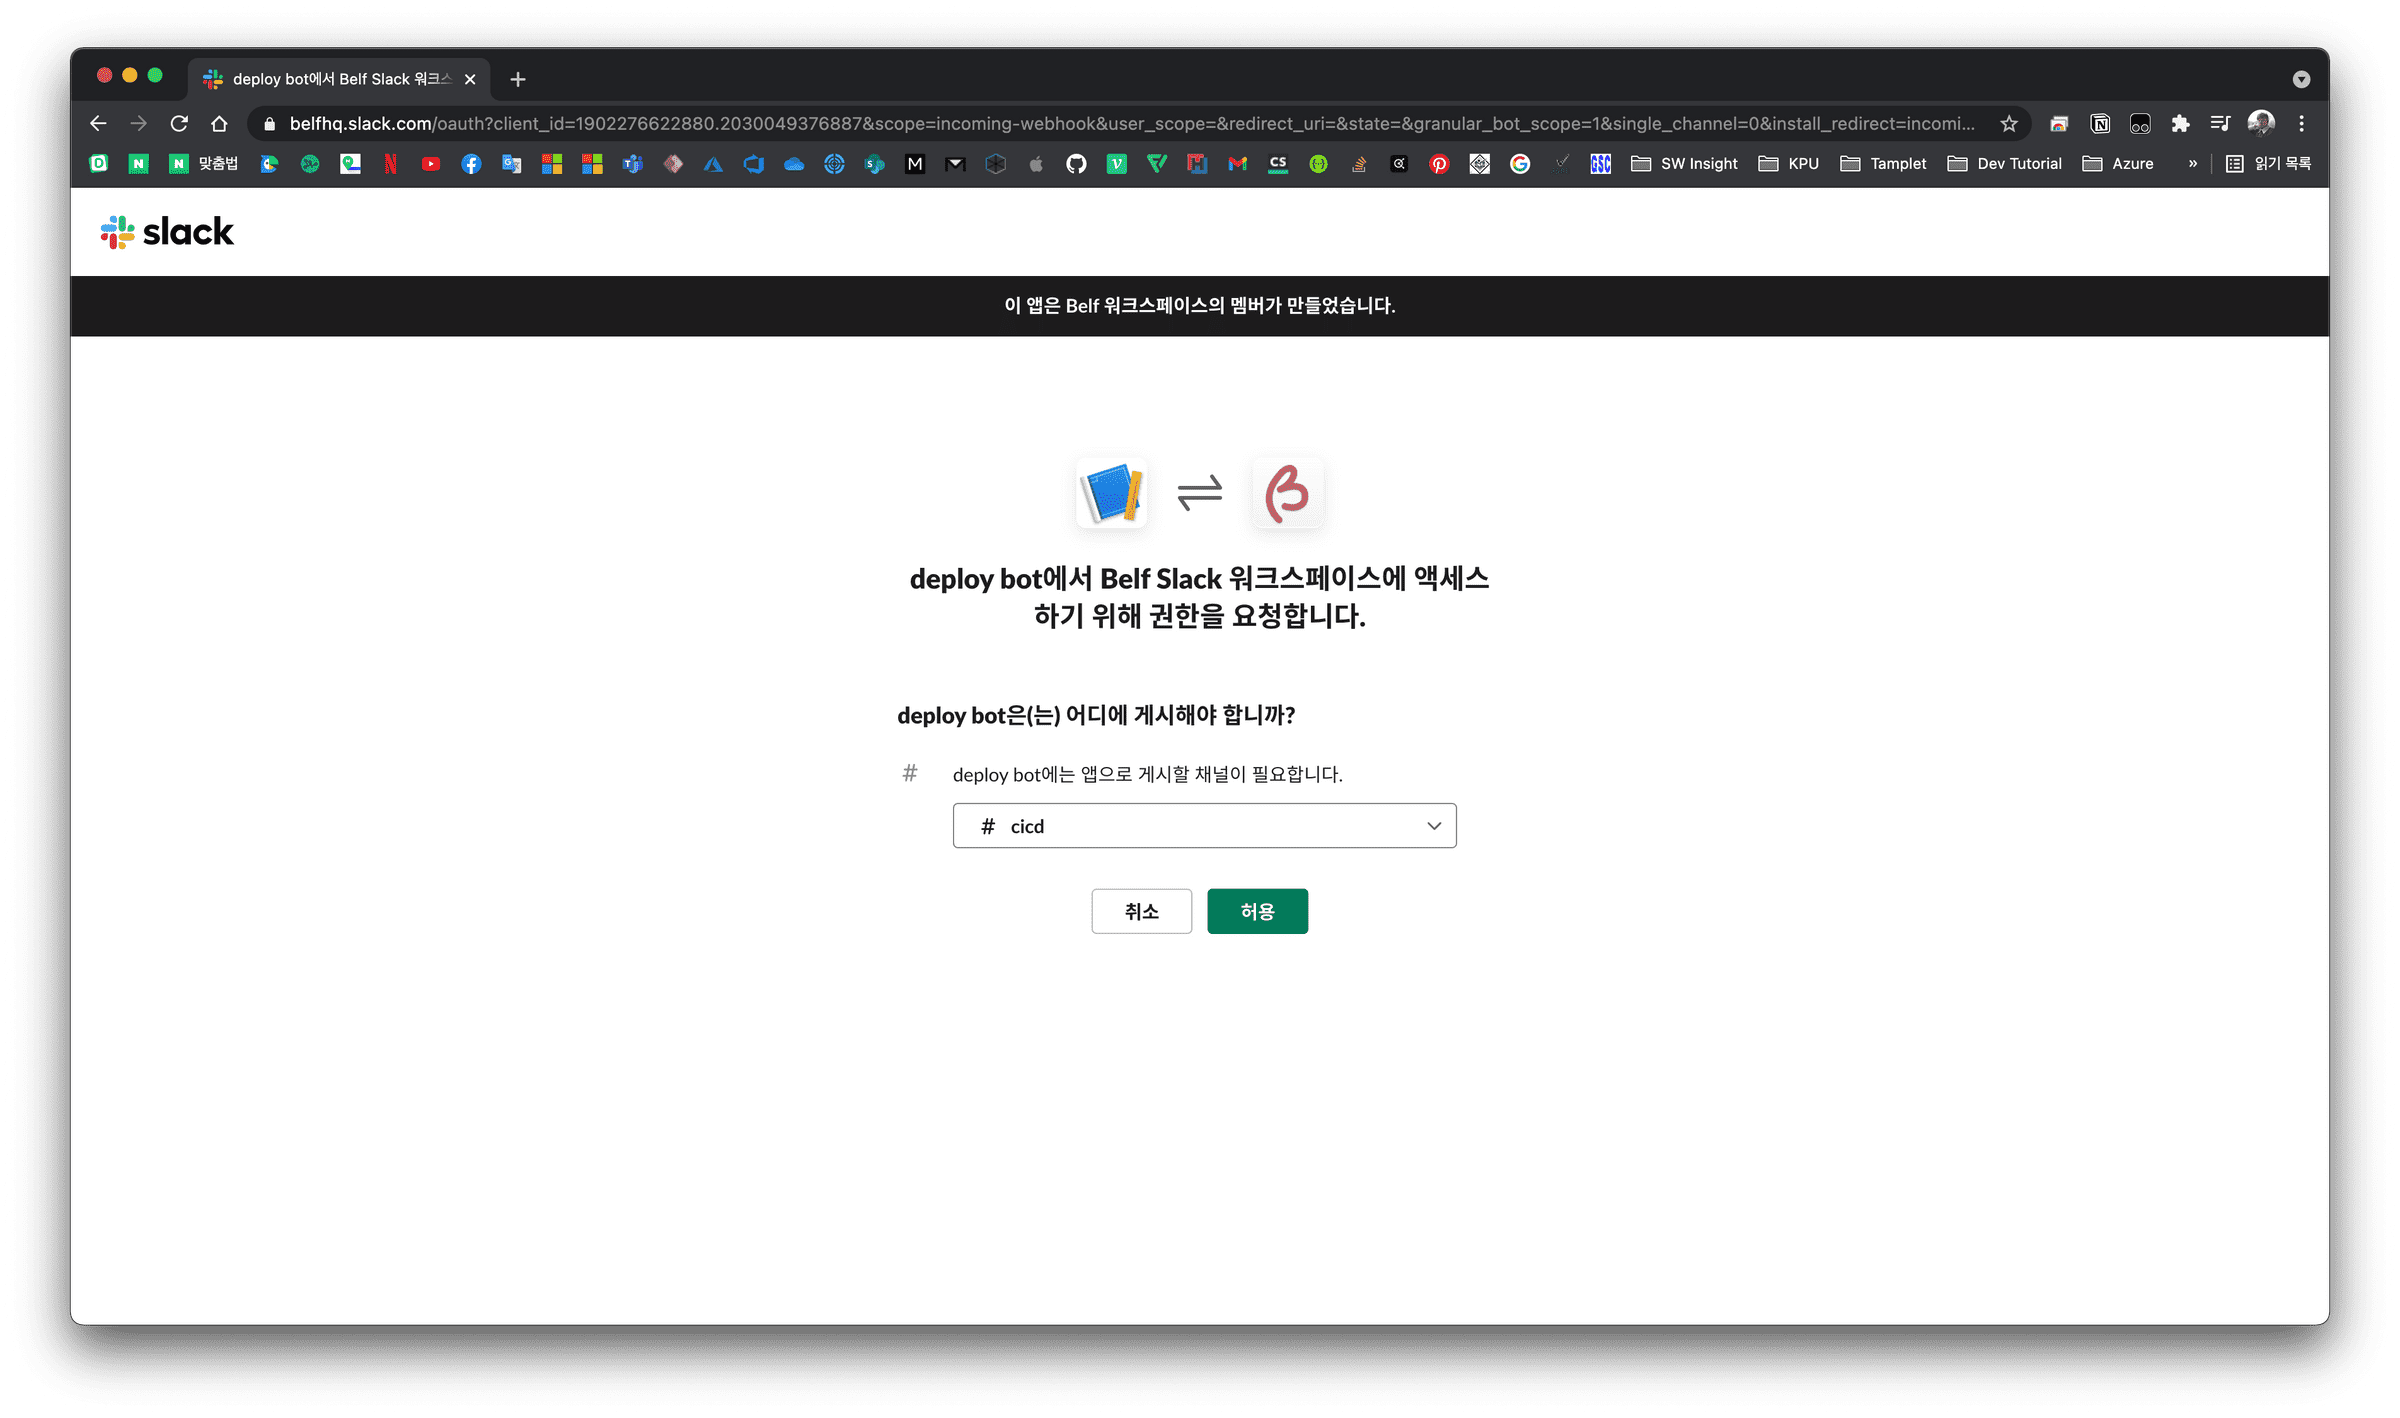 deploy bot에서 Belf Slack 워크스
belfhq.slack.com/oauth?client_id=1902276622880.2030049376887&scope=incoming-webhook&user_scope=&redirect_uri=&state=&granular_bot_scope=1&single_channel=0&install_redirect=incomi...
맞춤법 SW Insight KPU Tamplet Dev Tutorial Azure » 읽기 목록
slack
이 앱은 Belf 워크스페이스의 멤버가 만들었습니다.
deploy bot에서 Belf Slack 워크스페이스에 액세스
하기 위해 권한을 요청합니다.
deploy bot은(는) 어디에 게시해야 합니까?
# deploy bot에는 앱으로 게시할 채널이 필요합니다.
# cicd
취소 허용